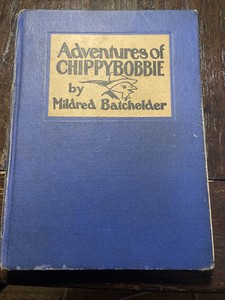 Adventures of
CHIPPYBOBBIE
by
Mildred Batchelder